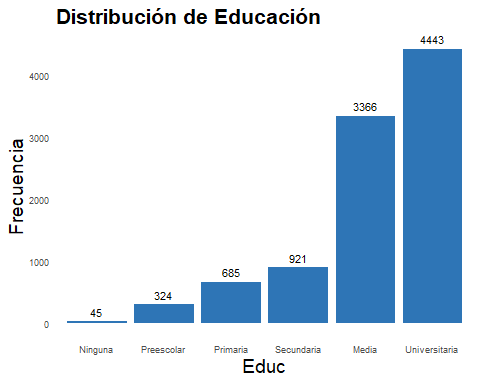 Distribución de Educación
4443
3366
921
685
324
45
4000
3000
2000
1000
0
Frecuencia
Ninguna Preescolar Primaria Secundaria Media Universitaria
Educ